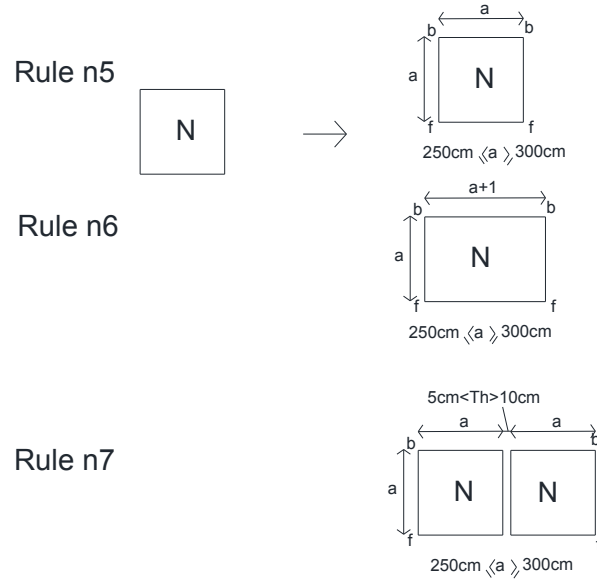 a
b b
Rule n5
a N
N
f f
250cm ⩽a⩾ 300cm
a+1
b b
Rule n6
a N
f f
250cm ⩽a⩾ 300cm
5cm<Th>10cm
a a
b b
Rule n7
a N N
f
250cm ⩽a⩾ 300cm